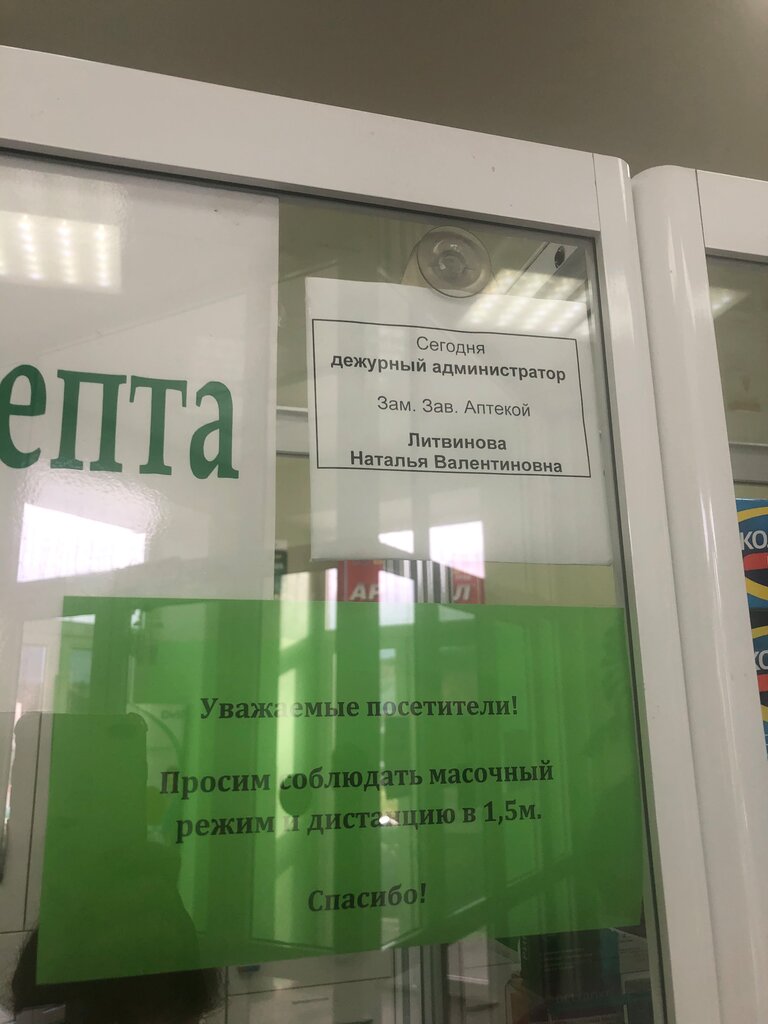 епта
Сегодня
дежурный администратор
Зам. Зав. Аптекой
Литвинова
Наталья Валентиновна
Уважаемые посетители!
Просим соблюдать масочный
режим и дистанцию в 1,5м.
Спасибо!